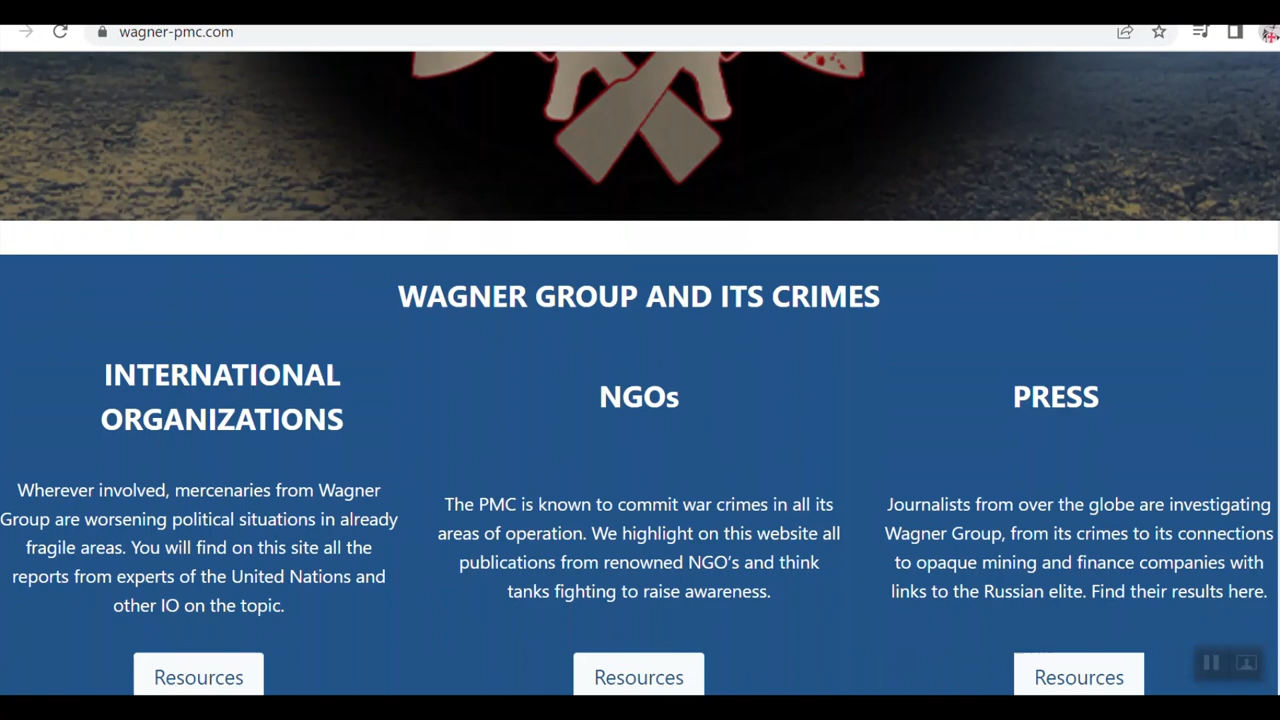 wagner-pmc.com
WAGNER GROUP AND ITS CRIMES
INTERNATIONAL
ORGANIZATIONS
Wherever involved, mercenaries from Wagner
Group are worsening political situations in already
fragile areas. You will find on this site all the
reports from experts of the United Nations and
other IO on the topic.
Resources
NGOs
The PMC is known to commit war crimes in all its
areas of operation. We highlight on this website all
publications from renowned NGO’s and think
tanks fighting to raise awareness.
Resources
PRESS
Journalists from over the globe are investigating
Wagner Group, from its crimes to its connections
to opaque mining and finance companies with
links to the Russian elite. Find their results here.
Resources